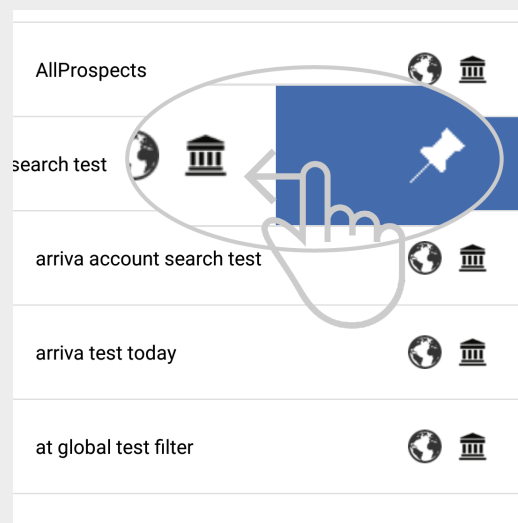 AllProspects
search test
arriva account search test
arriva test today
at global test filter